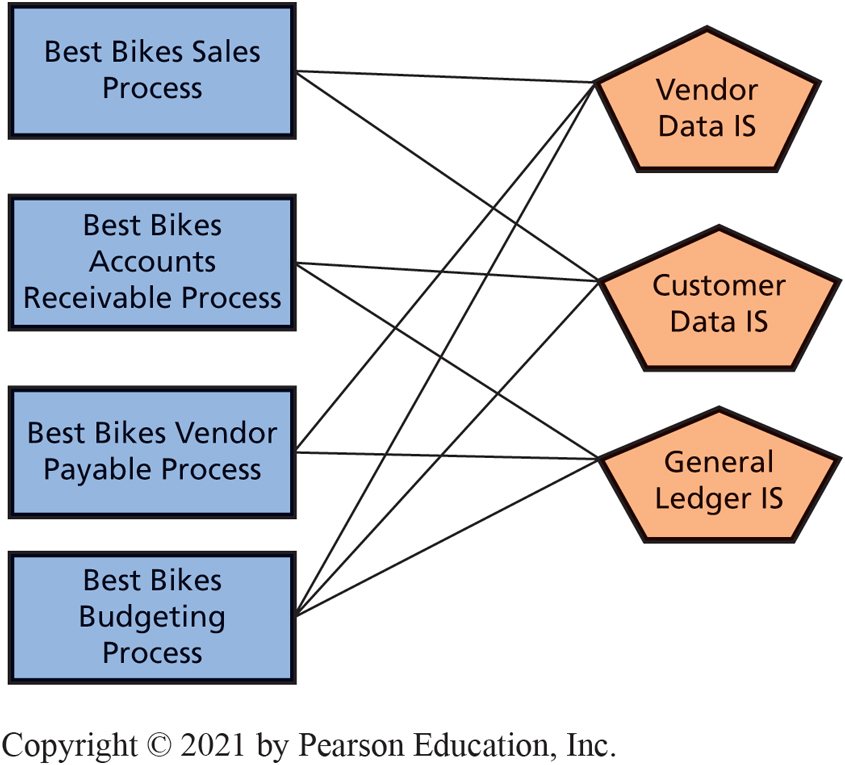 Best Bikes Sales
Process
Best Bikes
Accounts
Receivable Process
Best Bikes Vendor
Payable Process
Best Bikes
Budgeting
Process
Vendor
Data IS
Customer
Data IS
General
Ledger IS
Copyright © 2021 by Pearson Education, Inc.